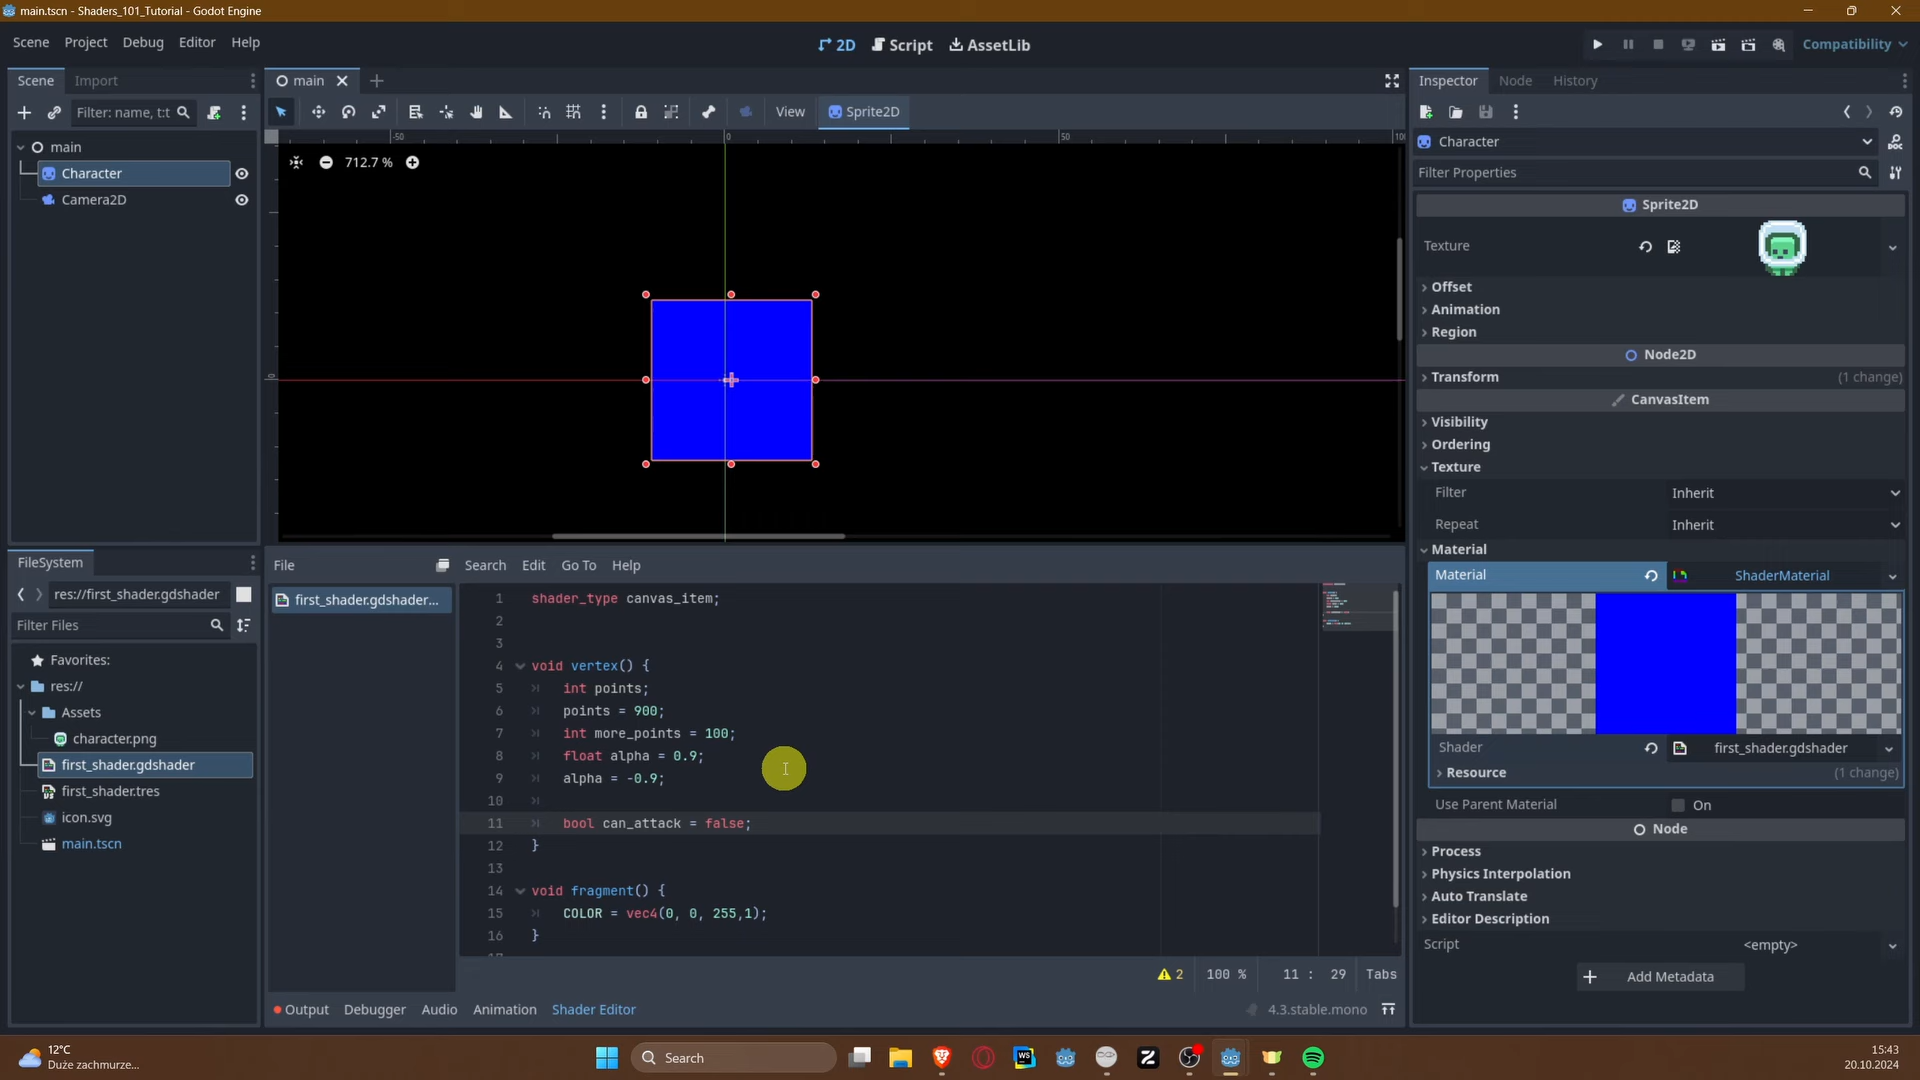 main.tscn - Shaders_101_Tutorial - Godot Engine
Scene Project Debug Editor Help
2D Script AssetLib
Compatibility
Scene Import
main
Inspector Node History
Filter: name, t:t
View Sprite2D
main
Character
Camera2D
-50 0 50 100
712.7 %
0
Character
Filter Properties
Sprite2D
Texture
Offset
Animation
Region
Node2D
Transform (1 change)
CanvasItem
Visibility
Ordering
Texture
Filter Inherit
Repeat Inherit
Material
Material ShaderMaterial
Shader first_shader.gdshader
Resource (1 change)
Use Parent Material On
Node
Process
Physics Interpolation
Auto Translate
Editor Description
Script <empty>
Add Metadata
FileSystem
res://first_shader.gdshader
Filter Files
Favorites:
res://
Assets
character.png
first_shader.gdshader
first_shader.tres
icon.svg
main.tscn
File Search Edit Go To Help
first_shader.gdshader...
1 shader_type canvas_item;
2
3
4 void vertex() {
5 int points;
6 points = 900;
7 int more_points = 100;
8 float alpha = 0.9;
9 alpha = -0.9;
10
11 bool can_attack = false;
12 }
13
14 void fragment() {
15 COLOR = vec4(0, 0, 255,1);
16 }
17
2 100 % 11 : 29 Tabs
Output Debugger Audio Animation Shader Editor
4.3.stable.mono
12°C
Duże zachmurze...
Search
WS
15:43
20.10.2024